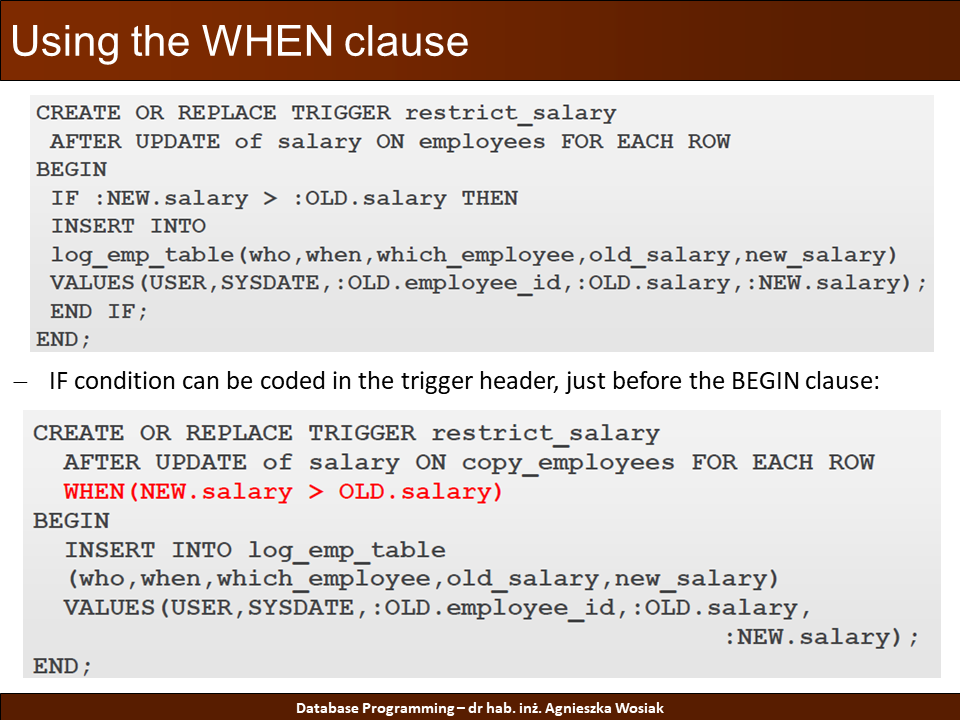 Using the WHEN clause
CREATE OR REPLACE TRIGGER restrict_salary
AFTER UPDATE of salary ON employees FOR EACH ROW
BEGIN
IF :NEW.salary > :OLD.salary THEN
INSERT INTO
log_emp_table(who,when,which_employee,old_salary,new_salary)
VALUES(USER,SYSDATE,:OLD.employee_id,:OLD.salary,:NEW.salary);
END IF;
END;
– IF condition can be coded in the trigger header, just before the BEGIN clause:
CREATE OR REPLACE TRIGGER restrict_salary
AFTER UPDATE of salary ON copy_employees FOR EACH ROW
WHEN(NEW.salary > OLD.salary)
BEGIN
INSERT INTO log_emp_table
(who,when,which_employee,old_salary,new_salary)
VALUES(USER,SYSDATE,:OLD.employee_id,:OLD.salary,
:NEW.salary);
END;
Database Programming – dr hab. inż. Agnieszka Wosiak